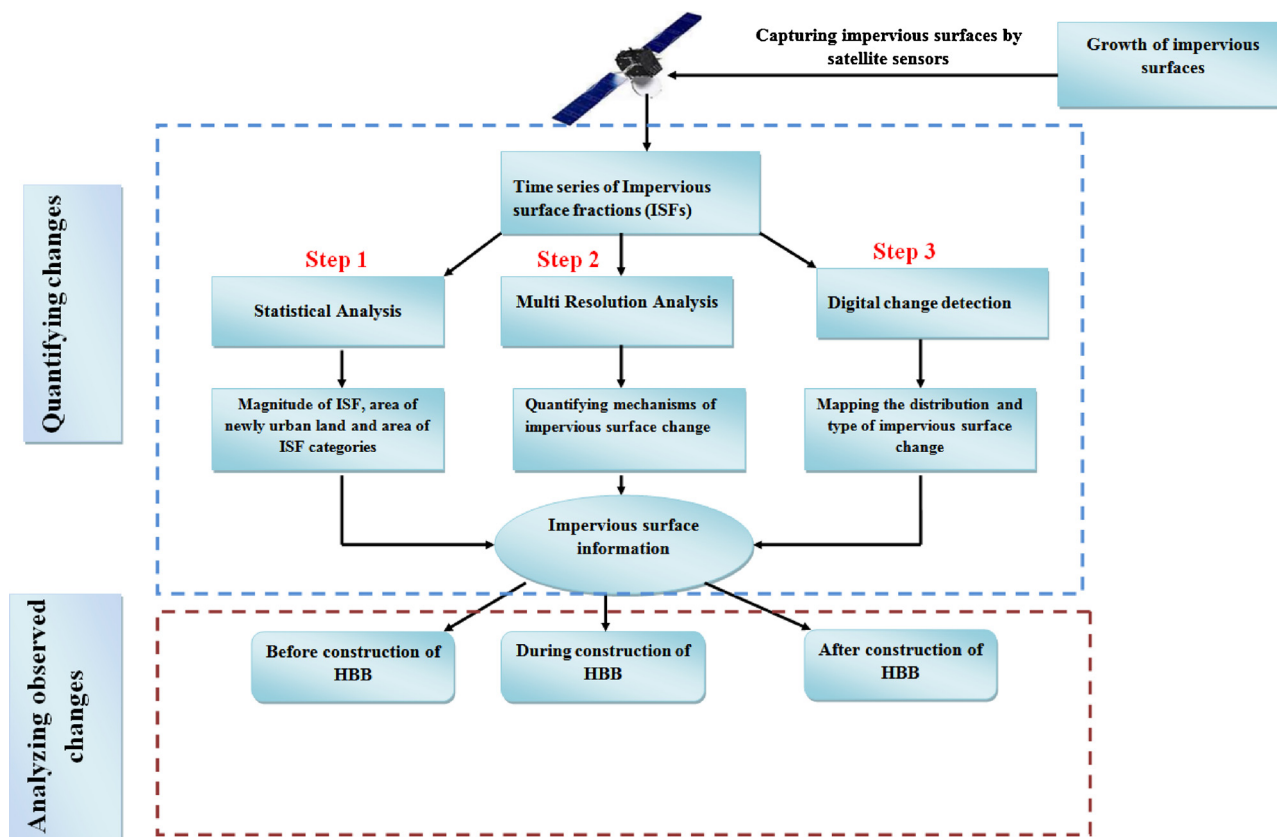 Capturing impervious surfaces by
satellite sensors
Growth of impervious
surfaces
Quantifying changes
Time series of Impervious
surface fractions (ISFs)
Step 1
Step 2
Step 3
Statistical Analysis
Multi Resolution Analysis
Digital change detection
Magnitude of ISF, area of
newly urban land and area of
ISF categories
Quantifying mechanisms of
impervious surface change
Mapping the distribution and
type of impervious surface
change
Impervious surface
information
Analyzing observed
changes
Before construction of
HBB
During construction of
HBB
After construction of
HBB